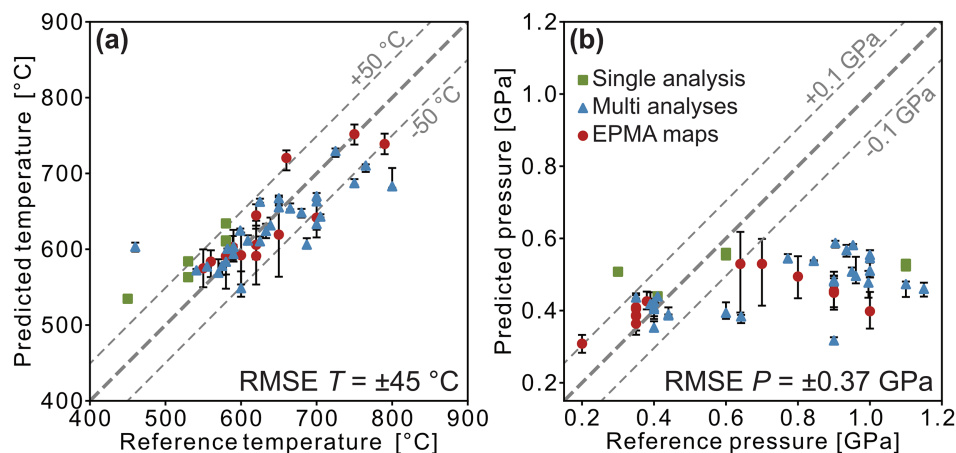 (a)
+50 °C
-50 °C
900
800
700
600
500
400
Predicted temperature [°C]
RMSE T = ±45 °C
400 500 600 700 800 900
Reference temperature [°C]
(b)
+0.1 GPa
-0.1 GPa
Single analysis
Multi analyses
EPMA maps
1.2
1.0
0.8
0.6
0.4
0.2
Predicted pressure [GPa]
RMSE P = ±0.37 GPa
0.2 0.4 0.6 0.8 1.0 1.2
Reference pressure [GPa]